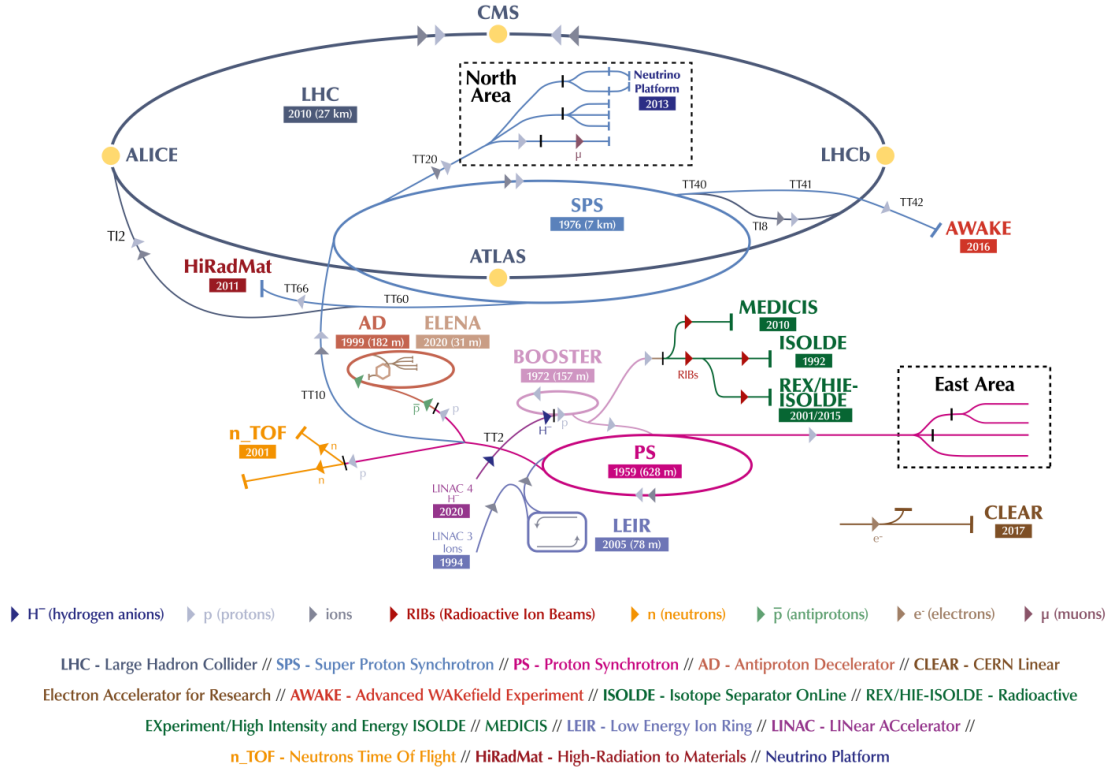 CMS
North
Area
Neutrino
Platform
2013
LHC
2010 (27 km)
μ
ALICE
LHCb
TT20
TT40
TT41
SPS
1976 (7 km)
TT42
TI8
AWAKE
2016
TI2
ATLAS
HiRadMat
2011
TT66
TT60
MEDICIS
2010
AD
1999 (182 m)
ELENA
2020 (31 m)
ISOLDE
1992
BOOSTER
1972 (157 m)
RIBs
REX/HIE-
ISOLDE
2001/2015
East Area
TT10
p̅
p
H⁻
p
n_TOF
2001
n
n
p
TT2
PS
1959 (628 m)
LINAC 4
H⁻
2020
LINAC 3
Ions
1994
LEIR
2005 (78 m)
CLEAR
2017
e⁻
H⁻ (hydrogen anions)
p (protons)
ions
RIBs (Radioactive Ion Beams)
n (neutrons)
p̅ (antiprotons)
e⁻ (electrons)
μ (muons)
LHC - Large Hadron Collider // SPS - Super Proton Synchrotron // PS - Proton Synchrotron // AD - Antiproton Decelerator // CLEAR - CERN Linear
Electron Accelerator for Research // AWAKE - Advanced WAKefield Experiment // ISOLDE - Isotope Separator OnLine // REX/HIE-ISOLDE - Radioactive
EXperiment/High Intensity and Energy ISOLDE // MEDICIS // LEIR - Low Energy Ion Ring // LINAC - LINear ACcelerator //
n_TOF - Neutrons Time Of Flight // HiRadMat - High-Radiation to Materials // Neutrino Platform